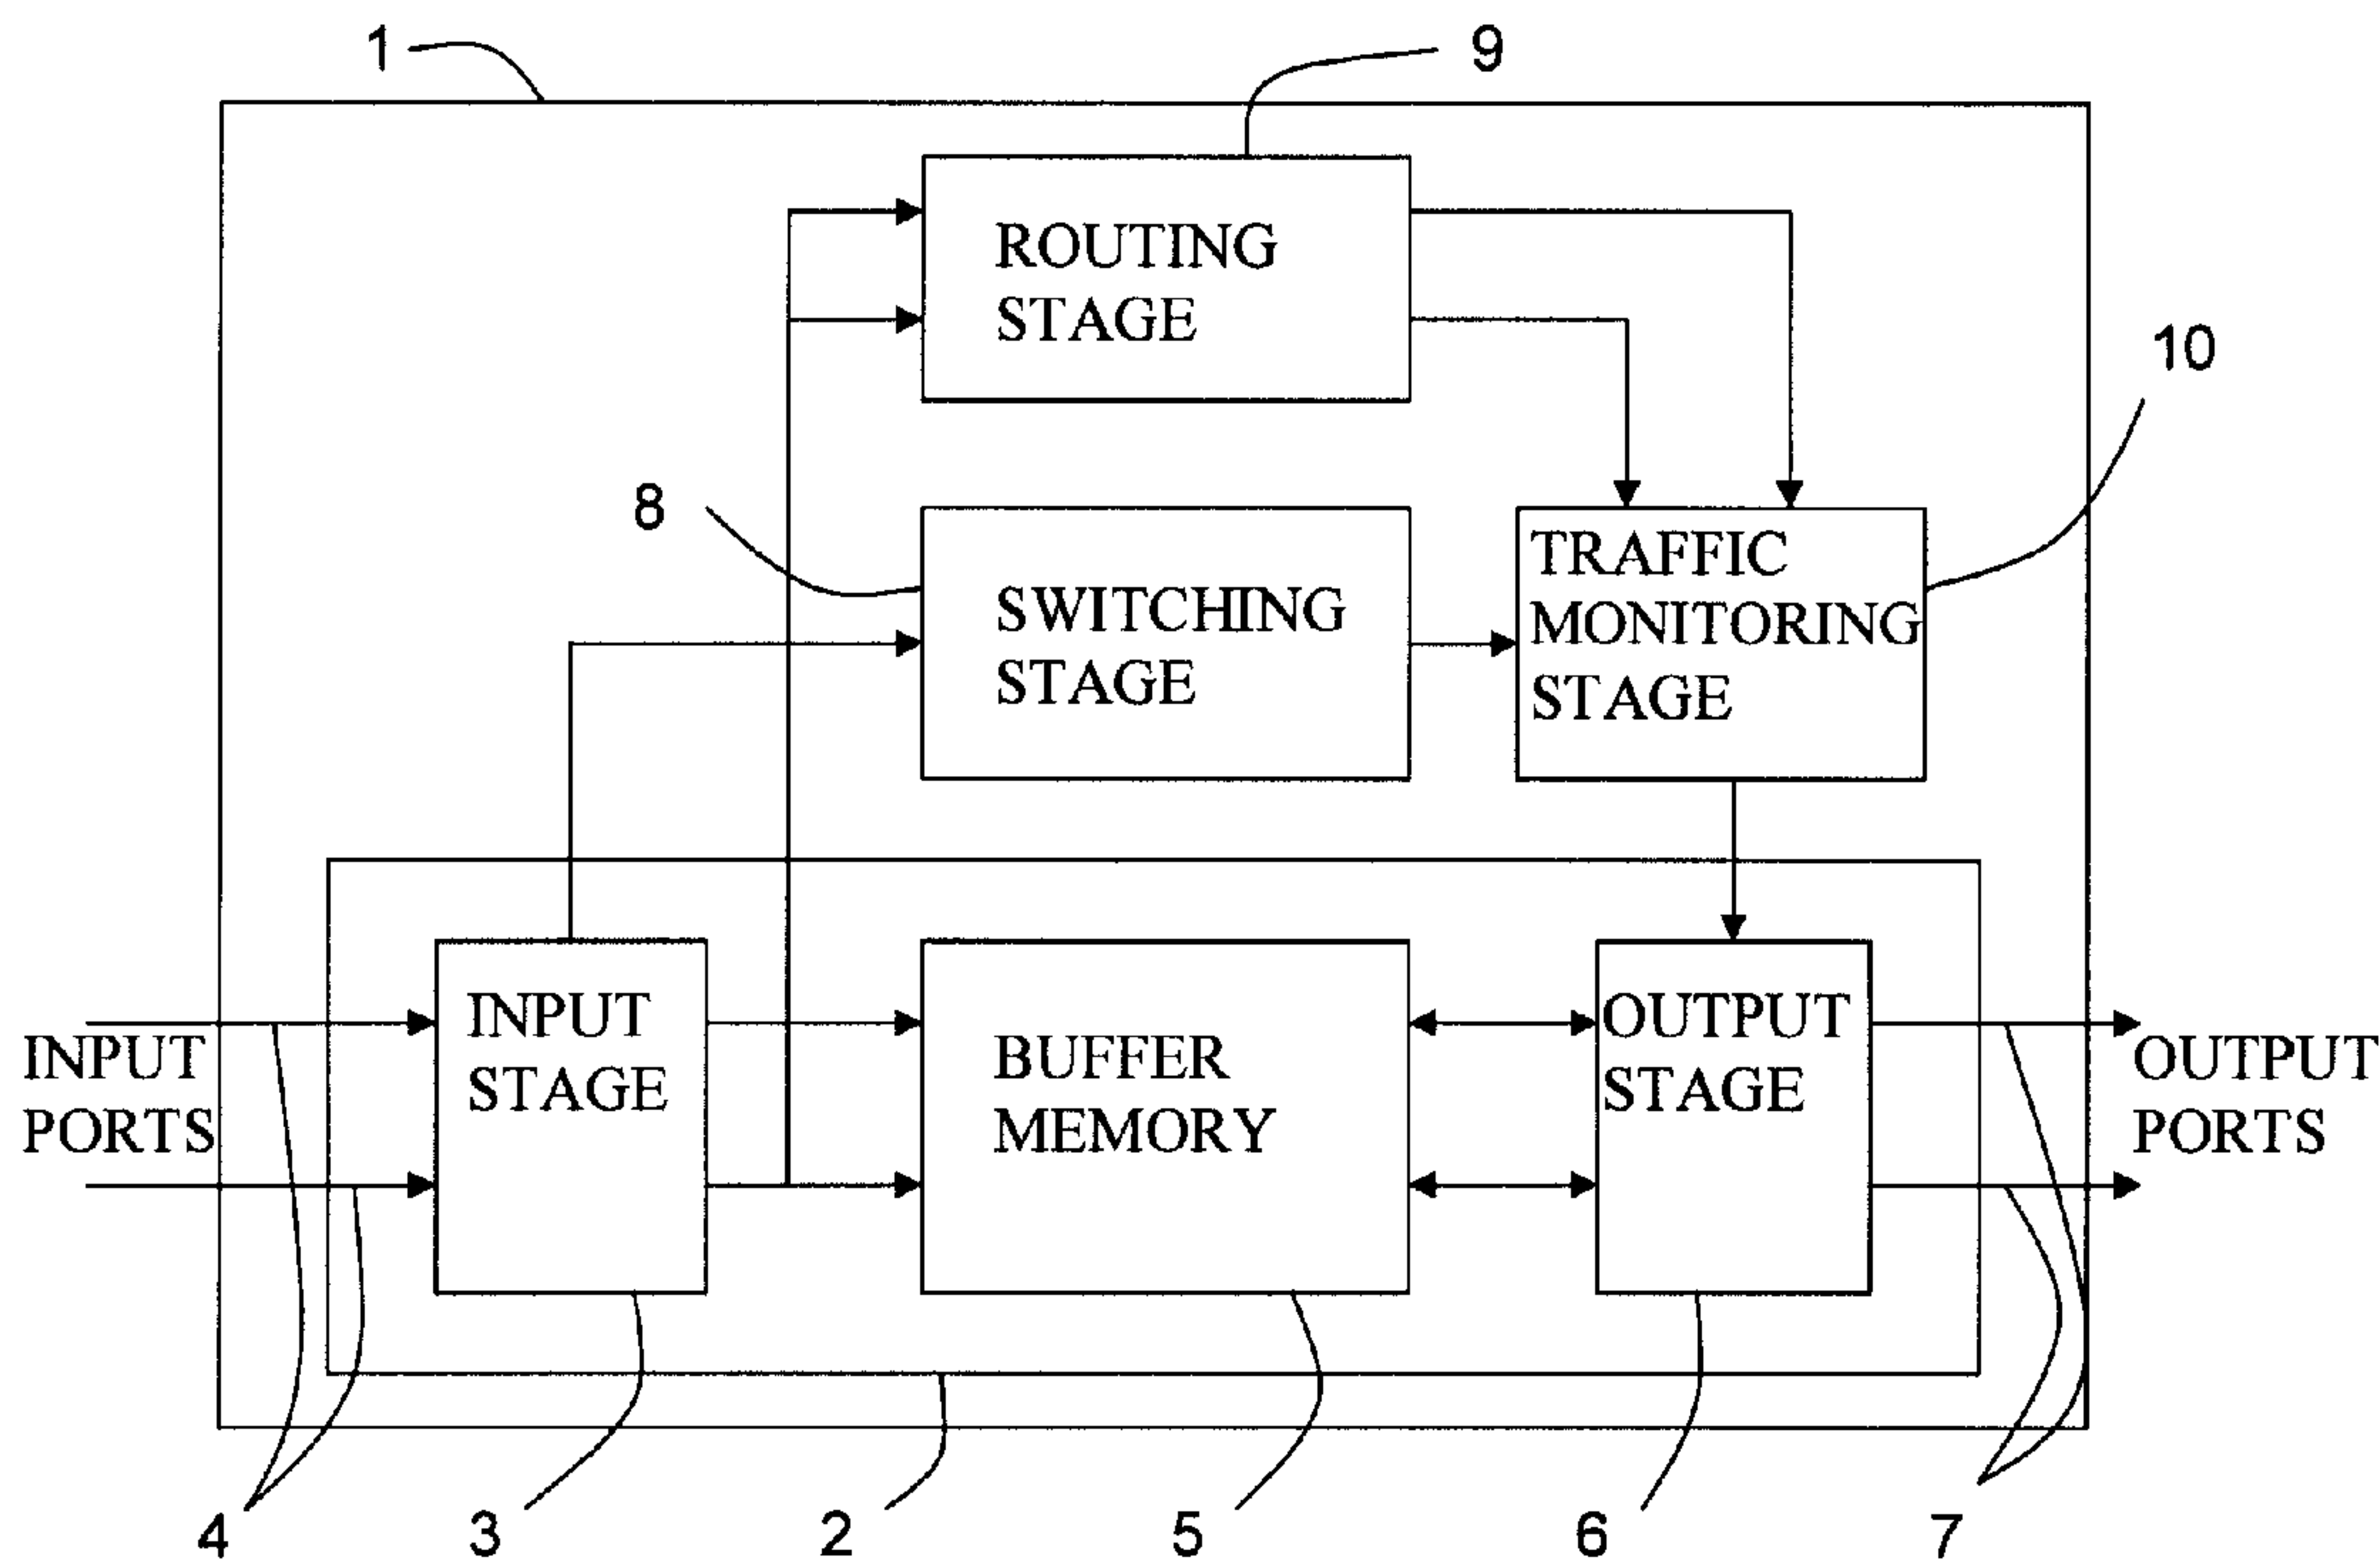 1
9
ROUTING
STAGE
10
8
SWITCHING
STAGE
TRAFFIC
MONITORING
STAGE
INPUT
PORTS
INPUT
STAGE
BUFFER
MEMORY
OUTPUT
STAGE
OUTPUT
PORTS
4
3
2
5
6
7